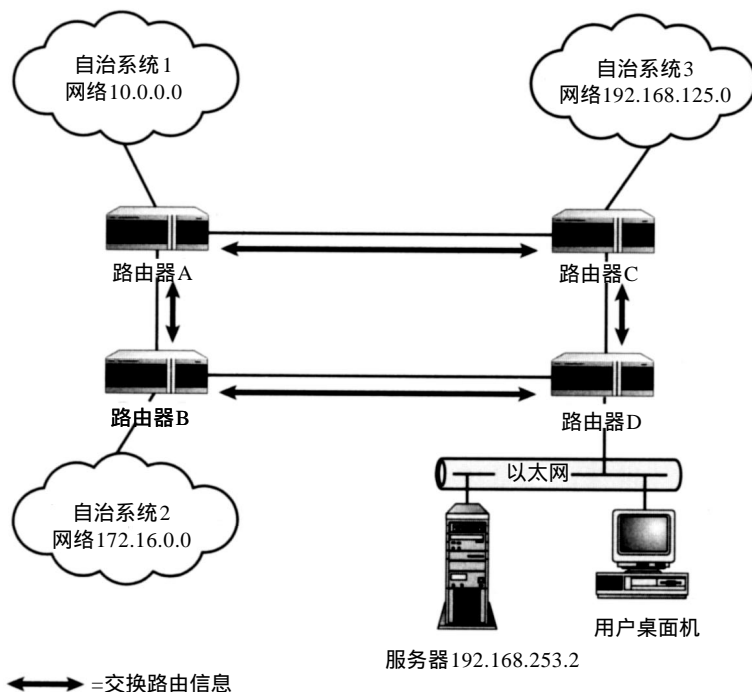 自治系统1
网络10.0.0.0
自治系统3
网络192.168.125.0
路由器A
路由器C
路由器B
路由器D
以太网
自治系统2
网络172.16.0.0
用户桌面机
服务器192.168.253.2
=交换路由信息